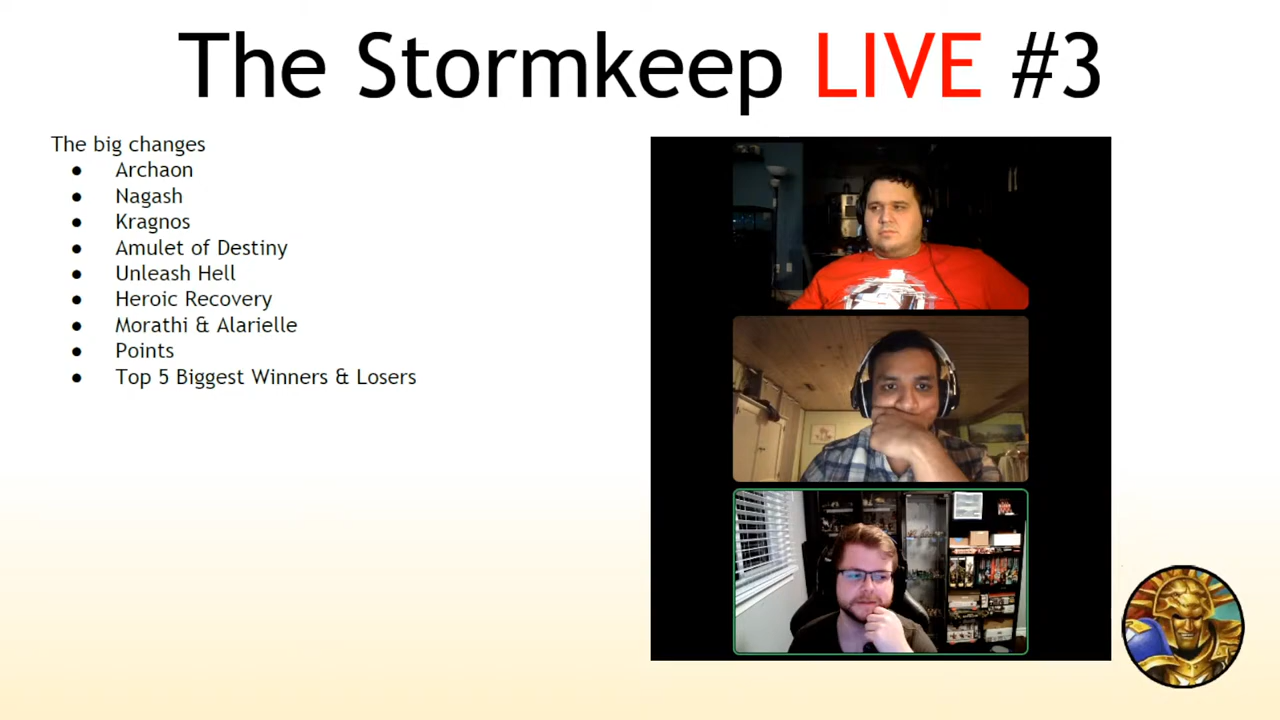 The Stormkeep LIVE #3
The big changes
● Archaon
● Nagash
● Kragnos
● Amulet of Destiny
● Unleash Hell
● Heroic Recovery
● Morathi & Alarielle
● Points
● Top 5 Biggest Winners & Losers